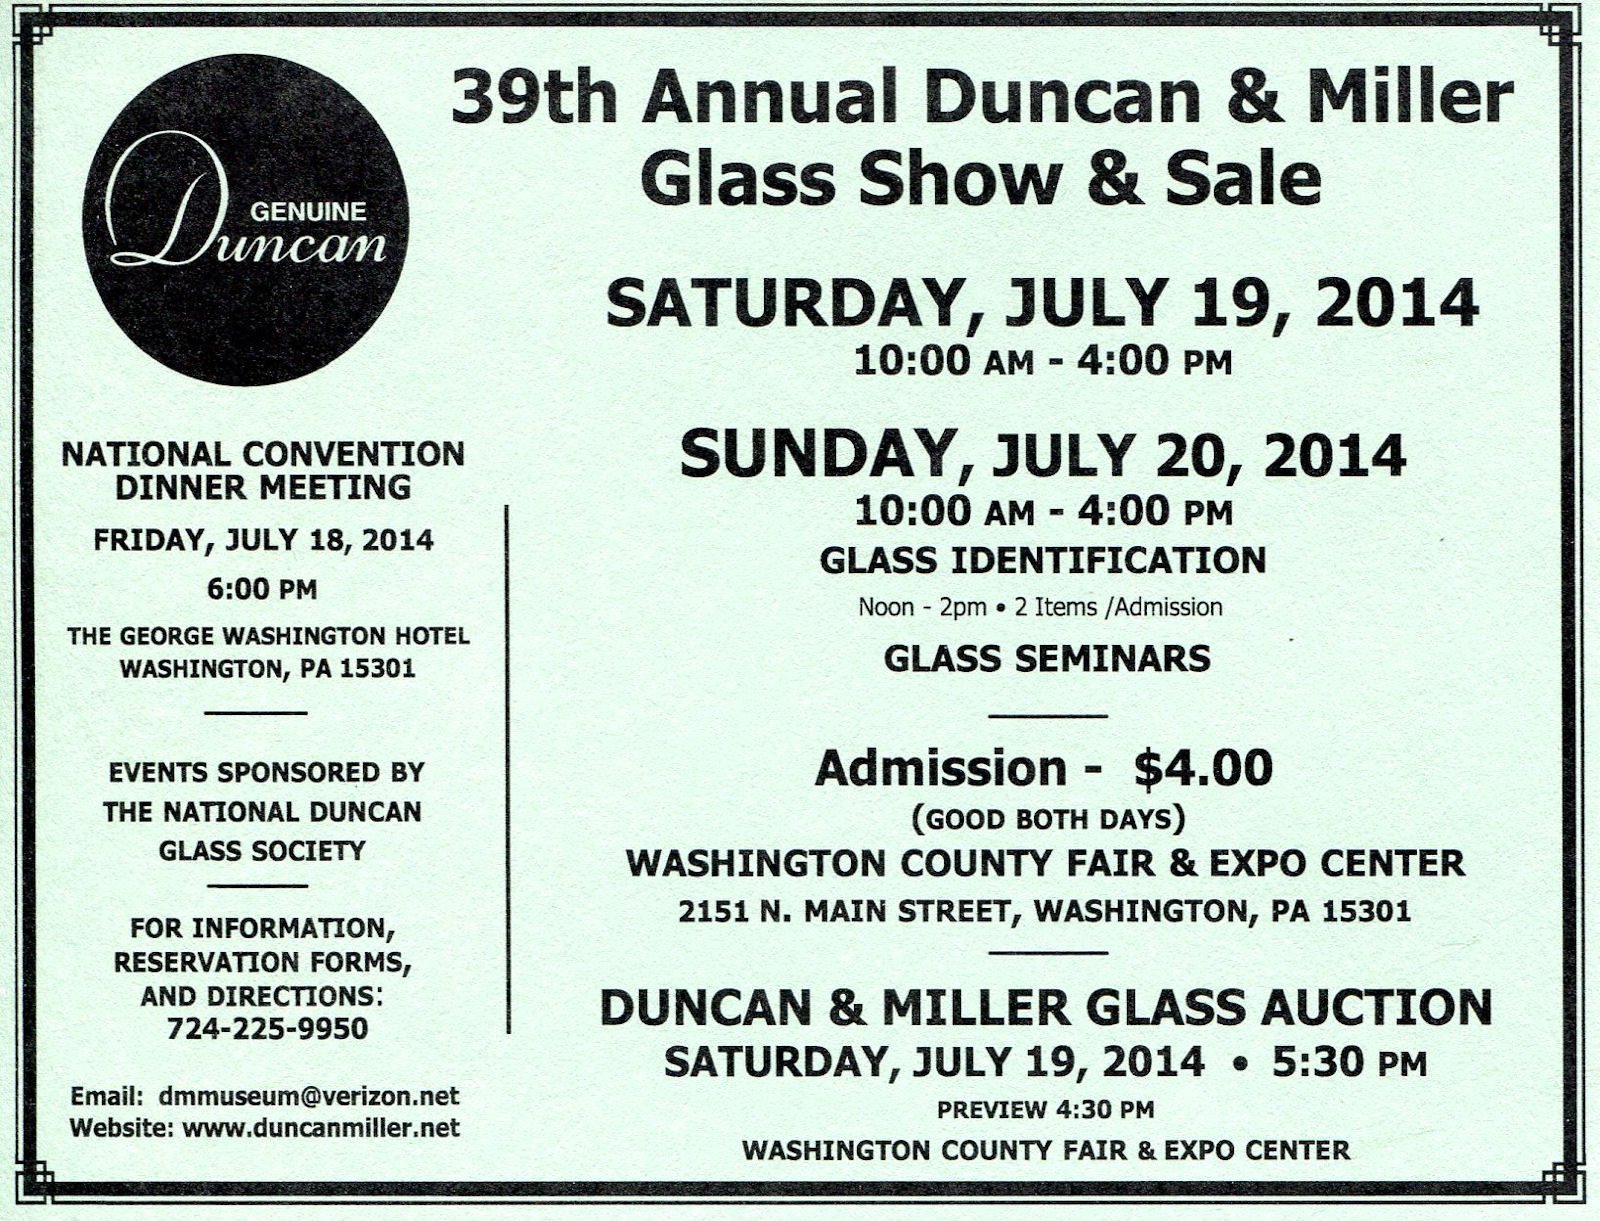 GENUINE
Duncan
39th Annual Duncan & Miller
Glass Show & Sale
SATURDAY, JULY 19, 2014
10:00 AM - 4:00 PM
SUNDAY, JULY 20, 2014
10:00 AM - 4:00 PM
GLASS IDENTIFICATION
Noon - 2pm • 2 Items /Admission
GLASS SEMINARS
Admission - $4.00
(GOOD BOTH DAYS)
WASHINGTON COUNTY FAIR & EXPO CENTER
2151 N. MAIN STREET, WASHINGTON, PA 15301
DUNCAN & MILLER GLASS AUCTION
SATURDAY, JULY 19, 2014 • 5:30 PM
PREVIEW 4:30 PM
WASHINGTON COUNTY FAIR & EXPO CENTER
NATIONAL CONVENTION
DINNER MEETING
FRIDAY, JULY 18, 2014
6:00 PM
THE GEORGE WASHINGTON HOTEL
WASHINGTON, PA 15301
EVENTS SPONSORED BY
THE NATIONAL DUNCAN
GLASS SOCIETY
FOR INFORMATION,
RESERVATION FORMS,
AND DIRECTIONS:
724-225-9950
Email: dmmuseum@verizon.net
Website: www.duncanmiller.net